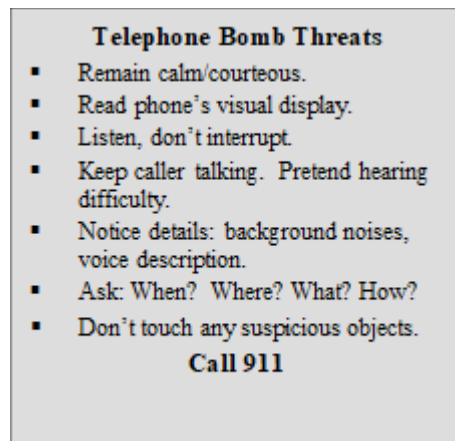 Telephone Bomb Threats
▪ Remain calm/courteous.
▪ Read phone's visual display.
▪ Listen, don't interrupt.
▪ Keep caller talking.  Pretend hearing
difficulty.
▪ Notice details:  background noises,
voice description.
▪ Ask: When?  Where? What? How?
▪ Don't touch any suspicious objects.
Call 911